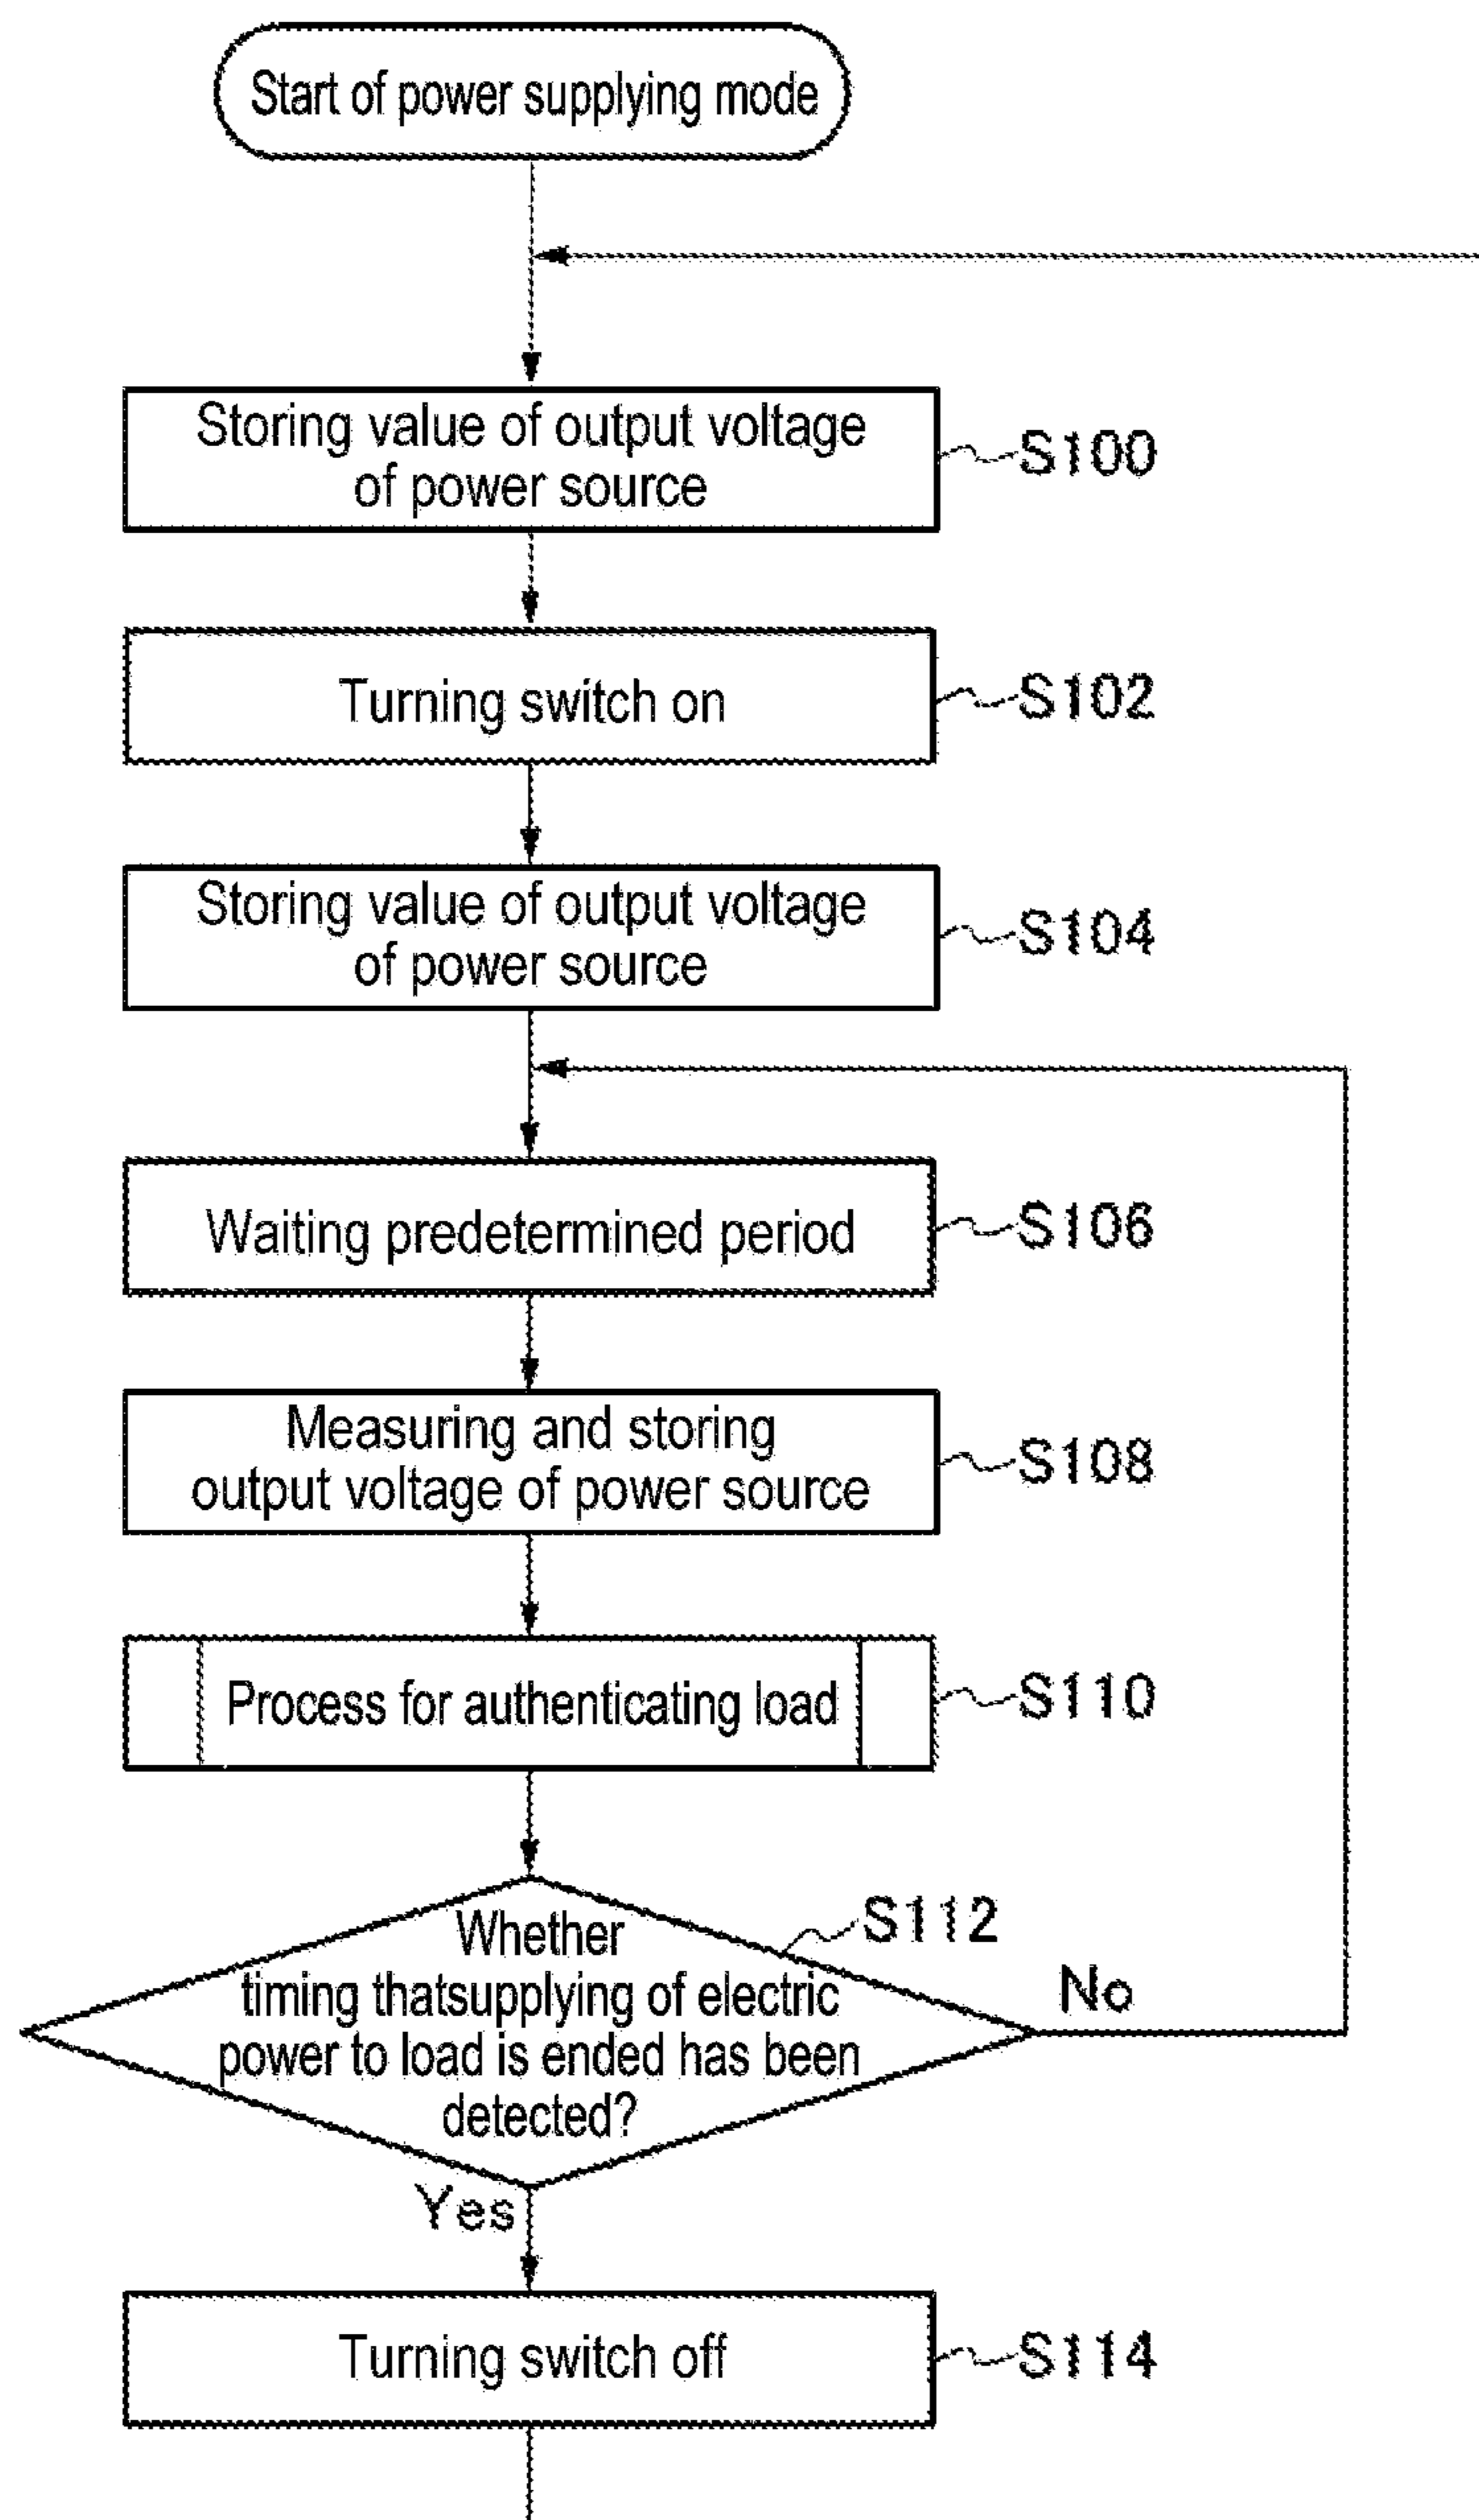 Start of power supplying mode
Storing value of output voltage
of power source
S100
Turning switch on
S102
Storing value of output voltage
of power source
S104
Waiting predetermined period
S106
Measuring and storing
output voltage of power source
S108
Process for authenticating load
S110
S112
Whether
timing thatsupplying of electric
power to load is ended has been
detected?
No
Yes
Turning switch off
S114